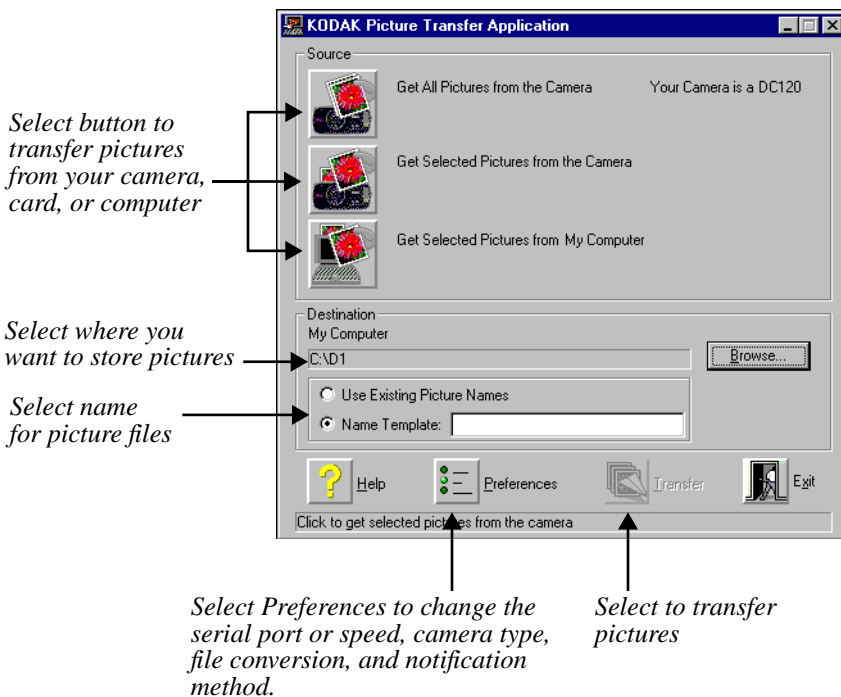 KODAK Picture Transfer Application
Source
Get All Pictures from the Camera
Your Camera is a DC120
Select button to
transfer pictures
from your camera,
card, or computer
Get Selected Pictures from the Camera
Get Selected Pictures from My Computer
Destination
My Computer
Select where you
want to store pictures
C:\D1
Browse...
Select name
for picture files
Use Existing Picture Names
Name Template:
Help
Preferences
Transfer
Exit
Click to get selected pictures from the camera
Select Preferences to change the
serial port or speed, camera type,
file conversion, and notification
method.
Select to transfer
pictures